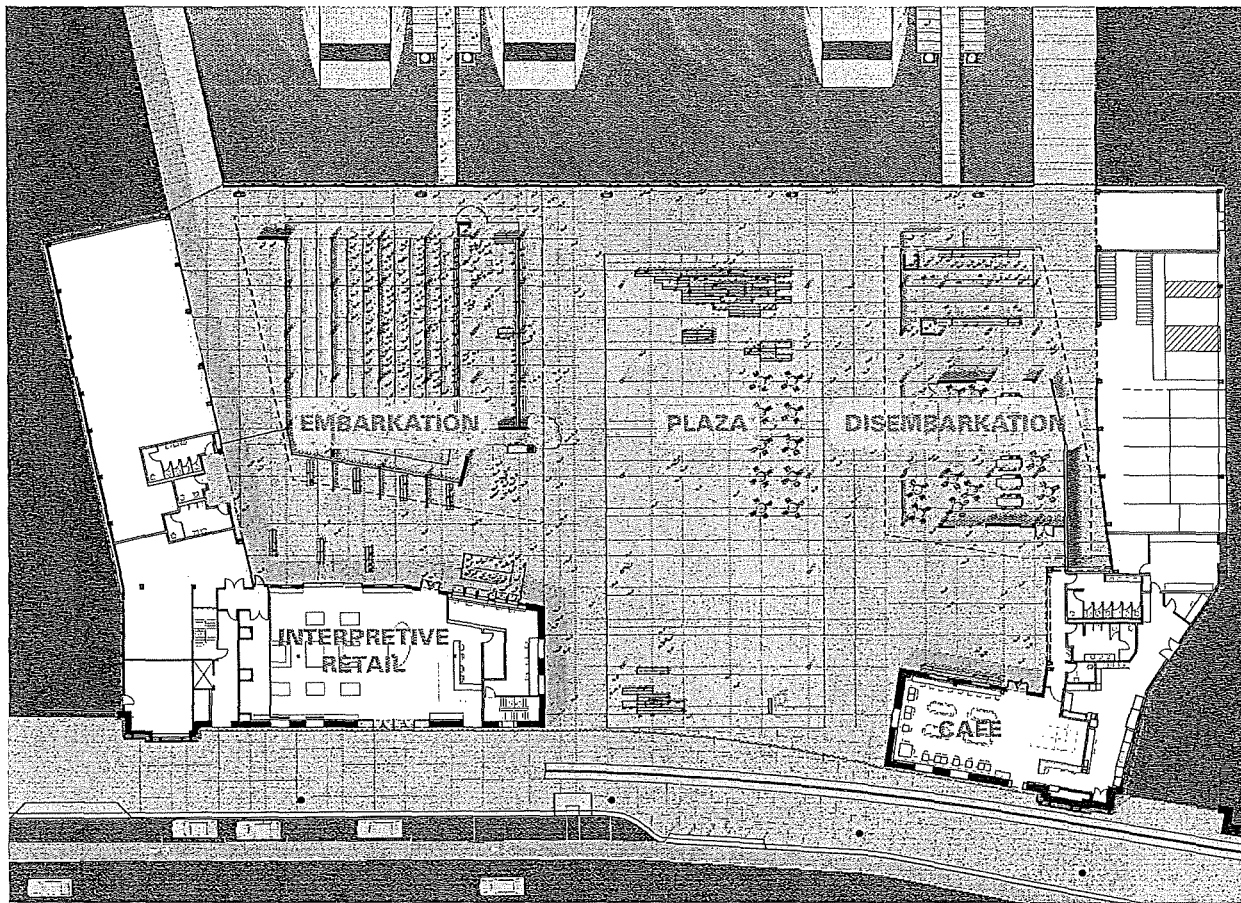 EMBARKATION
PLAZA
DISEMBARKATION
INTERPRETIVE
RETAIL
CAFE